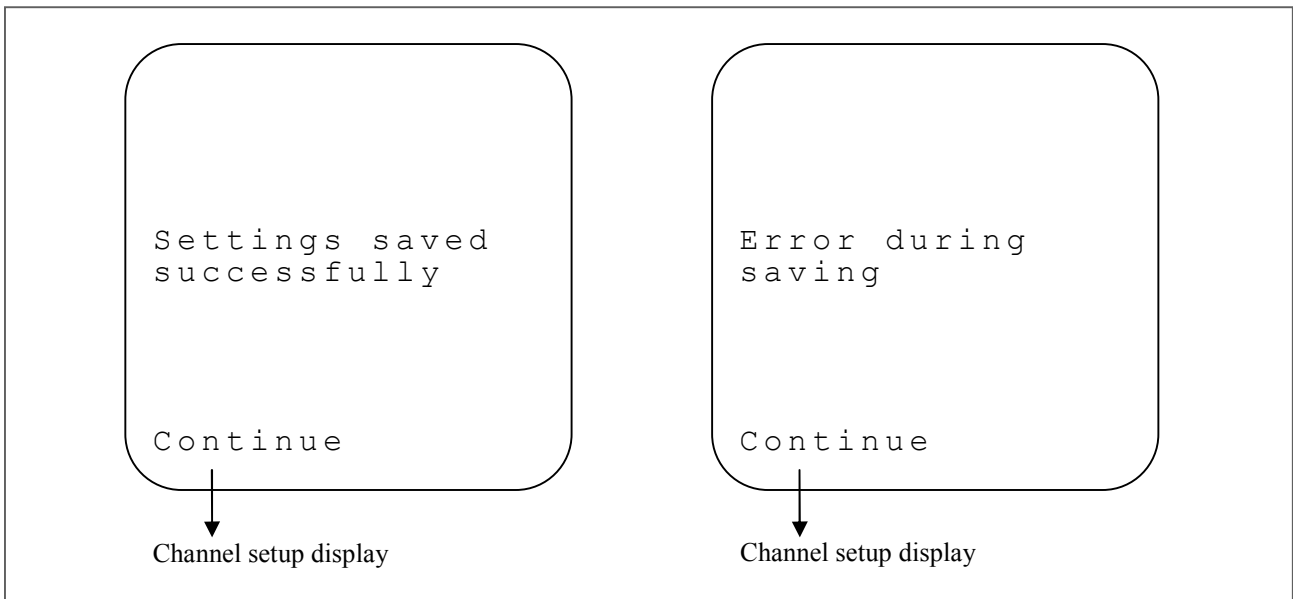 Settings saved
successfully
Continue
Channel setup display
Error during
saving
Continue
Channel setup display